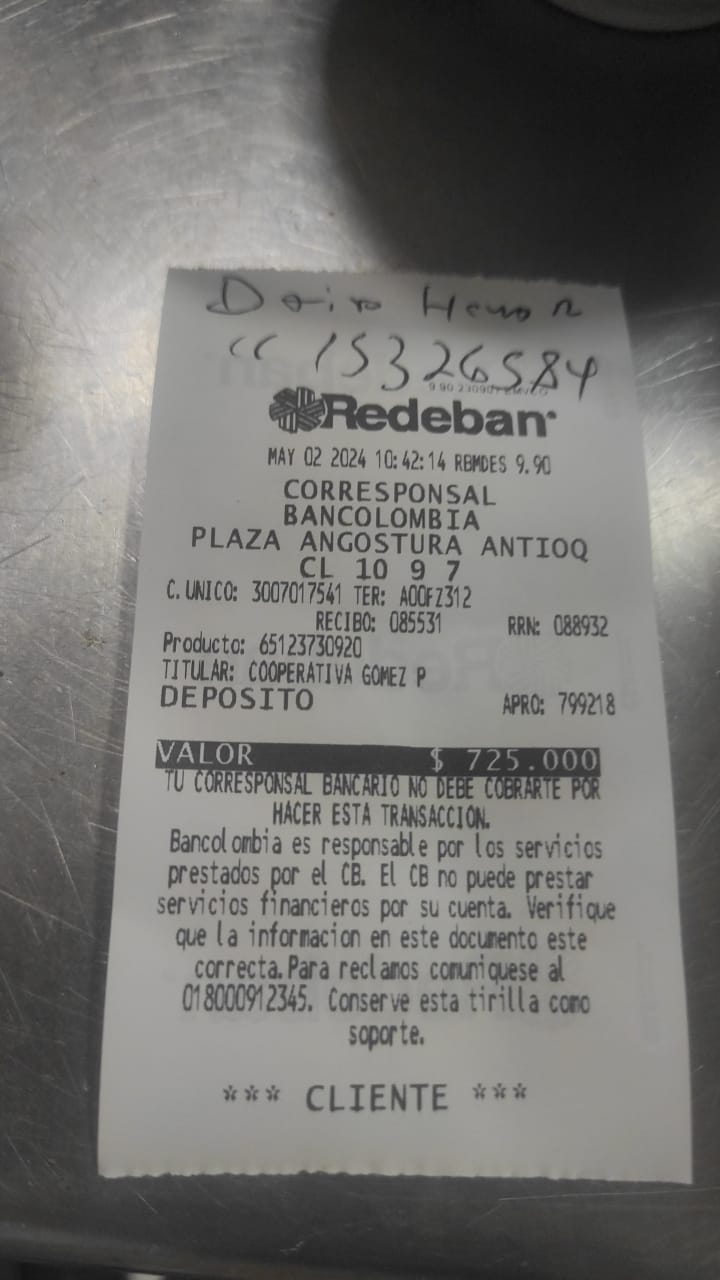 Dairo Henao
CC 15326584
Redeban
MAY 02 2024 10:42:14 RBMDES 9.90
CORRESPONSAL
BANCOLOMBIA
PLAZA ANGOSTURA ANTIOQ
CL 10 9 7
C. UNICO: 3007017541 TER: A00FZ312
RECIBO: 085531 RRN: 088932
Producto: 65123730920
TITULAR: COOPERATIVA GOMEZ P
DEPOSITO APRO: 799218
VALOR $ 725.000
TU CORRESPONSAL BANCARIO NO DEBE COBRARTE POR
HACER ESTA TRANSACCION.
Bancolombia es responsable por los servicios
prestados por el CB. El CB no puede prestar
servicios financieros por su cuenta. Verifique
que la informacion en este documento este
correcta. Para reclamos comuniquese al
018000912345. Conserve esta tirilla como
soporte.
*** CLIENTE ***